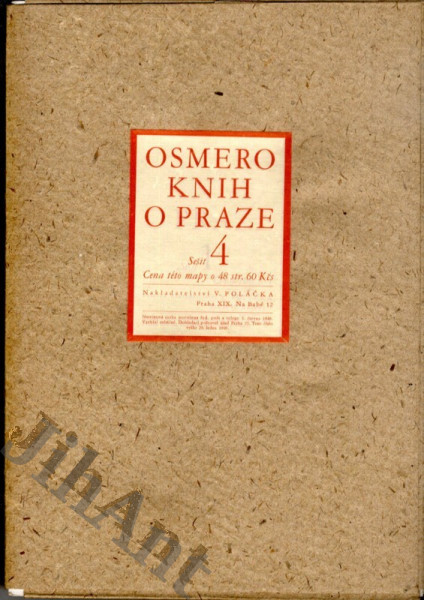 OSMERO
KNIH
O PRAZE
Sešit 4
Cena této mapy o 48 str. 60 Kčs
Nakladatelství V. POLÁČKA
Praha XIX, Na Baště 12
JihAnt